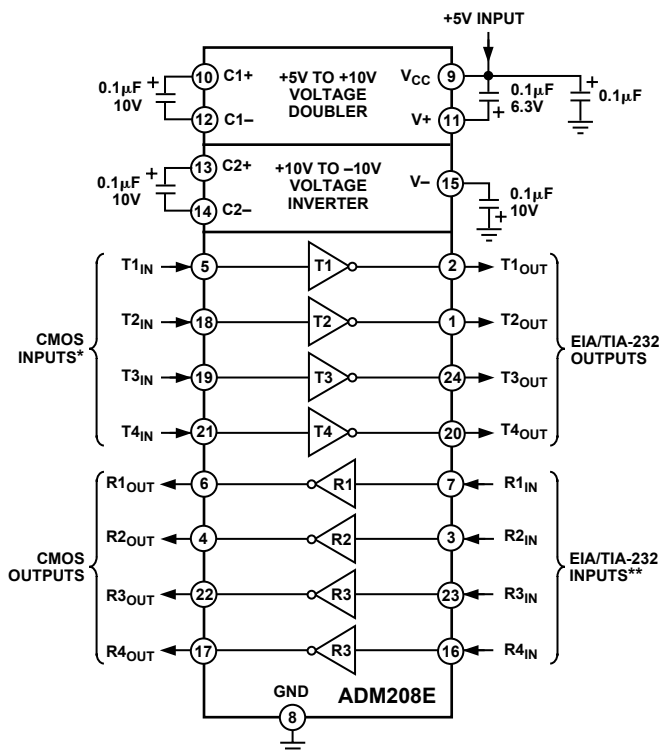 +5V INPUT
0.1µF
10V
10
C1+
12
C1–
+5V TO +10V
VOLTAGE
DOUBLER
VCC
9
V+
11
0.1µF
6.3V
0.1µF
0.1µF
10V
13
C2+
14
C2–
+10V TO –10V
VOLTAGE
INVERTER
V–
15
0.1µF
10V
CMOS
INPUTS*
T1IN 5 T1 2 T1OUT
T2IN 18 T2 1 T2OUT
T3IN 19 T3 24 T3OUT
T4IN 21 T4 20 T4OUT
EIA/TIA-232
OUTPUTS
CMOS
OUTPUTS
R1OUT 6 R1 7 R1IN
R2OUT 4 R2 3 R2IN
R3OUT 22 R3 23 R3IN
R4OUT 17 R3 16 R4IN
EIA/TIA-232
INPUTS**
GND
8
ADM208E